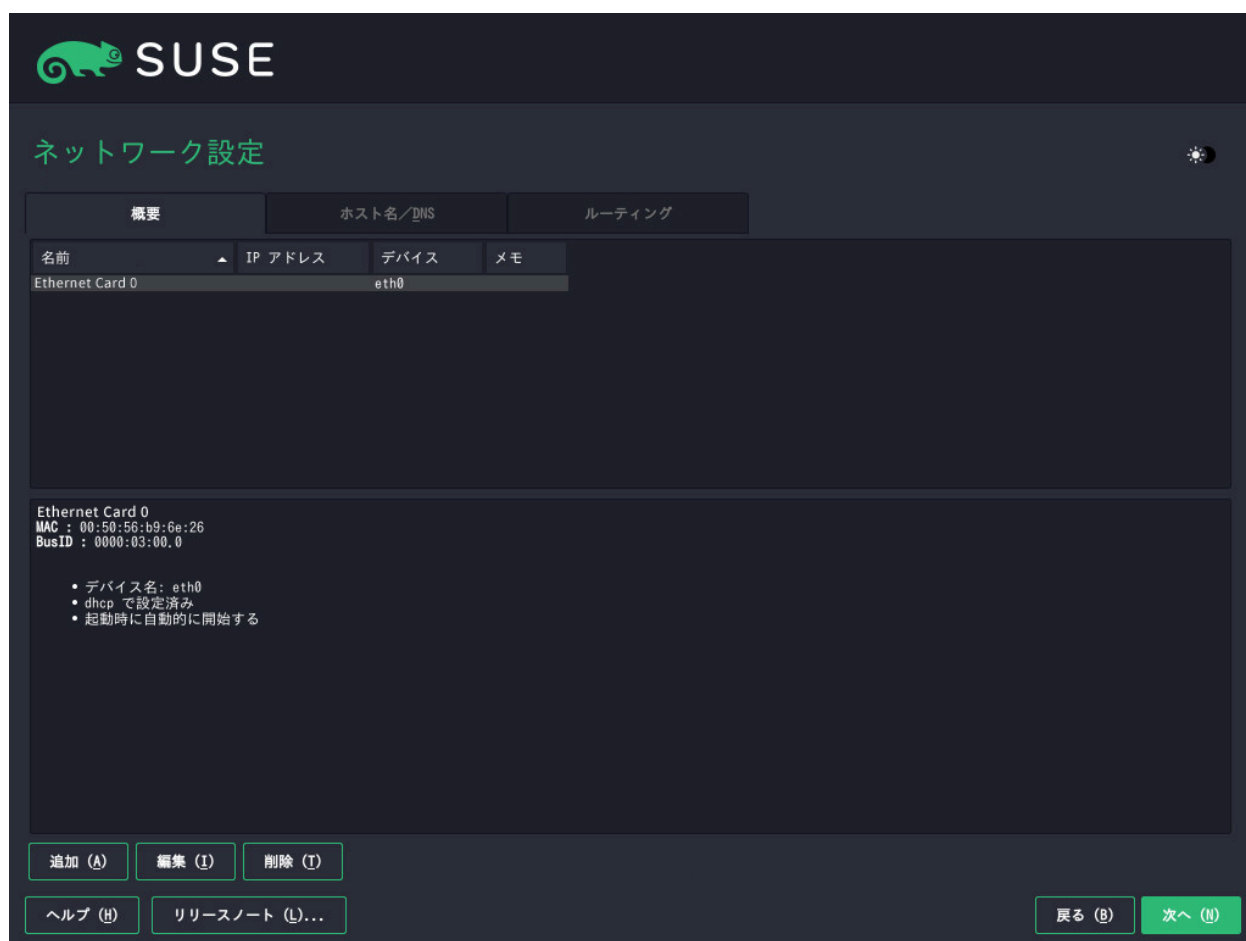 SUSE
ネットワーク設定
概要 ホスト名／DNS ルーティング
名前 IP アドレス デバイス メモ
Ethernet Card 0 eth0
Ethernet Card 0
MAC : 00:50:56:b9:6e:26
BusID : 0000:03:00.0
• デバイス名: eth0
• dhcp で設定済み
• 起動時に自動的に開始する
追加 (A) 編集 (I) 削除 (T)
ヘルプ (H) リリースノート (L)... 戻る (B) 次へ (N)